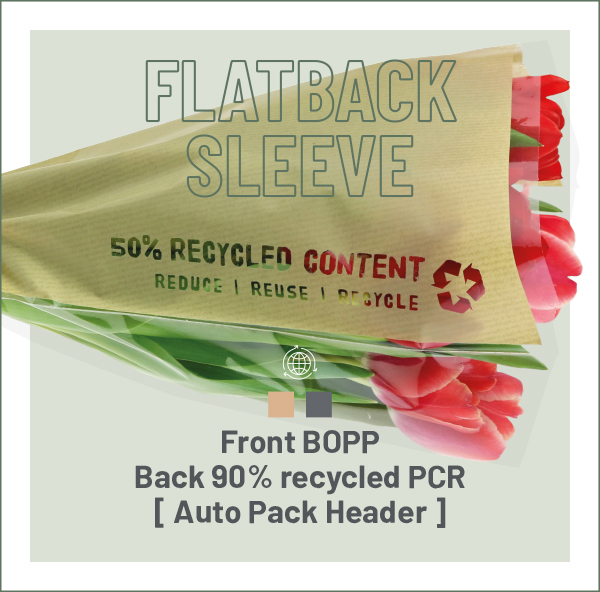 FLATBACK
SLEEVE
50% RECYCLED CONTENT
REDUCE | REUSE | RECYCLE
Front BOPP
Back 90% recycled PCR
[ Auto Pack Header ]